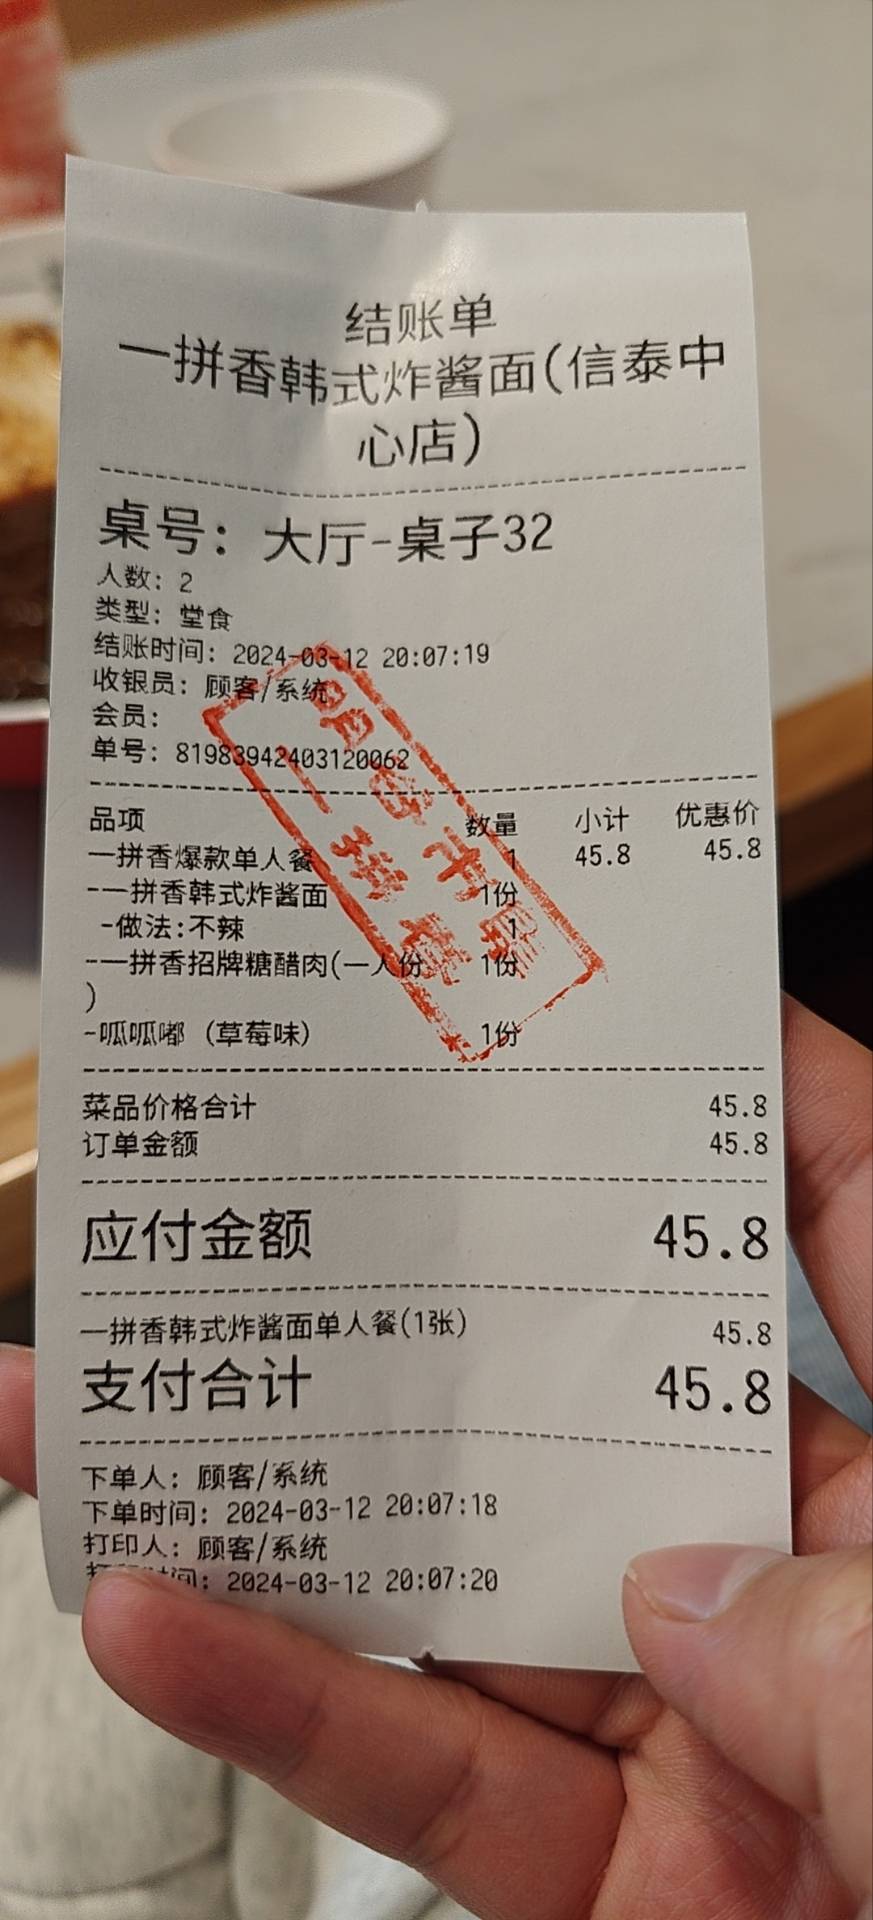 结账单
一拼香韩式炸酱面(信泰中
心店)
桌号: 大厅-桌子32
人数: 2
类型: 堂食
结账时间: 2024-03-12 20:07:19
收银员: 顾客/系统
会员:
单号: 81983942403120062
品项 数量 小计 优惠价
一拼香爆款单人餐 1 45.8 45.8
-一拼香韩式炸酱面 1份
-做法:不辣 1
-一拼香招牌糖醋肉(一人份 1份
)
-呱呱嘟 (草莓味) 1份
菜品价格合计 45.8
订单金额 45.8
应付金额 45.8
一拼香韩式炸酱面单人餐(1张) 45.8
支付合计 45.8
下单人: 顾客/系统
下单时间: 2024-03-12 20:07:18
打印人: 顾客/系统
间: 2024-03-12 20:07:20
一拼香